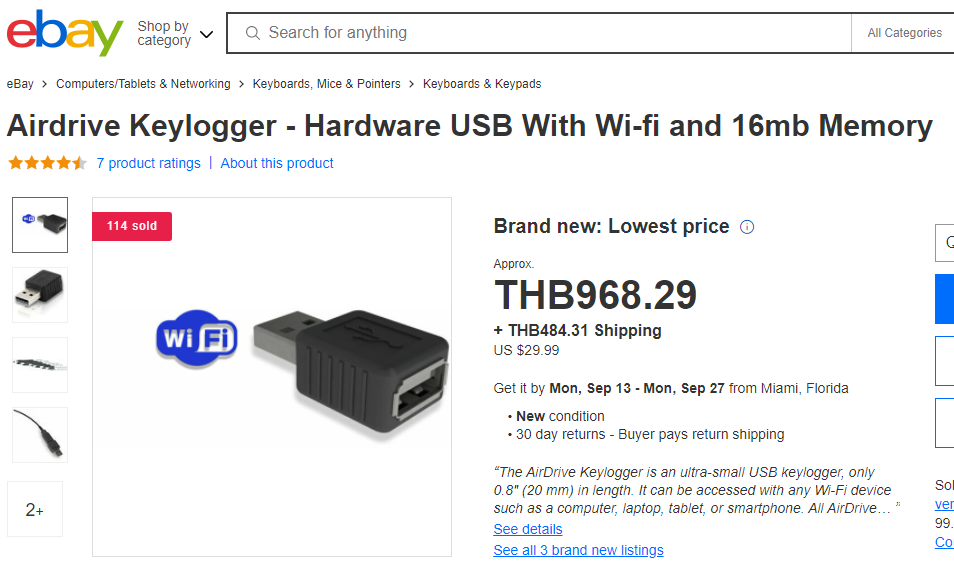 ebay
Shop by
category
Search for anything
All Categories
eBay > Computers/Tablets & Networking > Keyboards, Mice & Pointers > Keyboards & Keypads
Airdrive Keylogger - Hardware USB With Wi-fi and 16mb Memory
7 product ratings | About this product
114 sold
Wi Fi
Wi Fi
2+
Brand new: Lowest price
Approx.
THB968.29
+ THB484.31 Shipping
US $29.99
Get it by Mon, Sep 13 - Mon, Sep 27 from Miami, Florida
• New condition
• 30 day returns - Buyer pays return shipping
“The AirDrive Keylogger is an ultra-small USB keylogger, only
0.8" (20 mm) in length. It can be accessed with any Wi-Fi device
such as a computer, laptop, tablet, or smartphone. All AirDrive… ”
See details
See all 3 brand new listings
Sol
ver
99.
Co